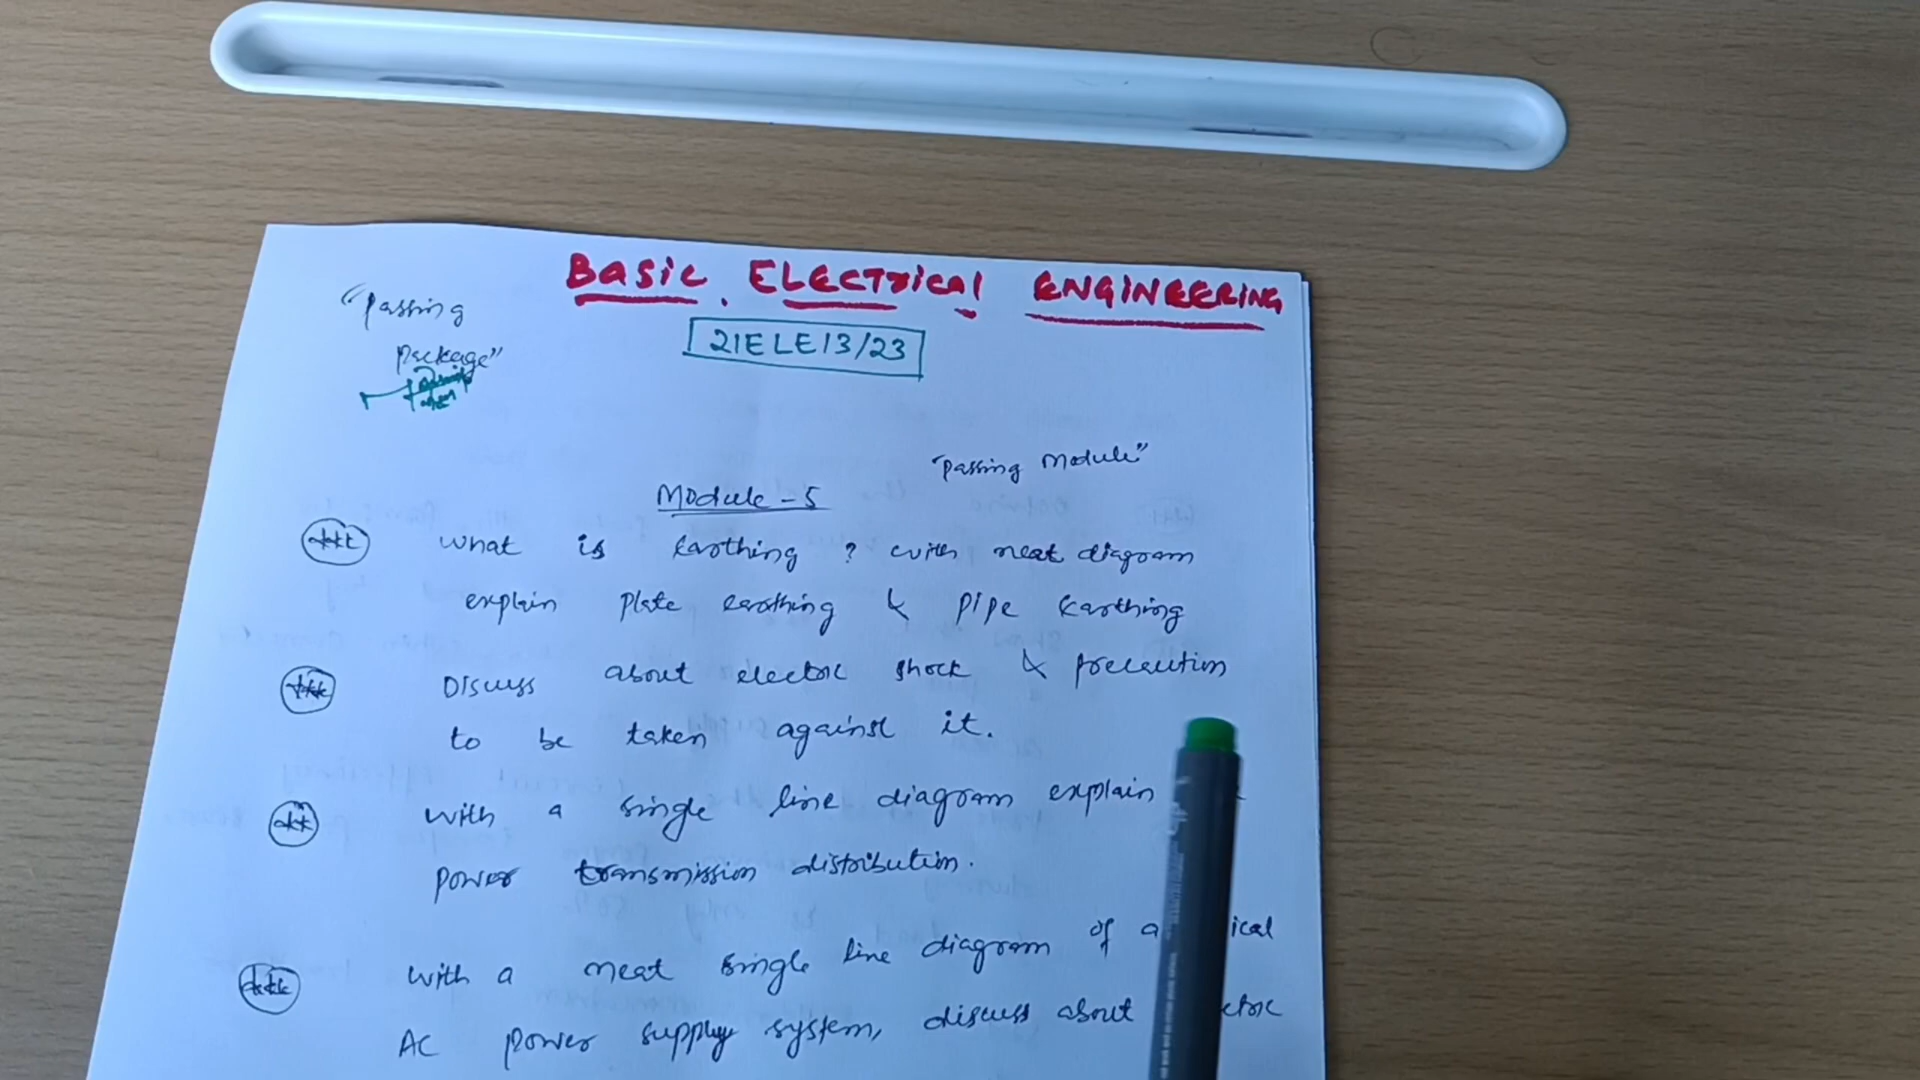 BASIC ELECTRICAL ENGINEERING
"Passing
Package"
21ELE13/23
"Passing Module"
Module - 5
*** What is Earthing ? with neat diagram
explain plate earthing & pipe Earthing
*** Discuss about electric shock & precaution
to be taken against it.
*** With a single line diagram explain
power transmission distribution.
*** With a neat single line diagram of a ical
AC power supply system, discuss about ctric